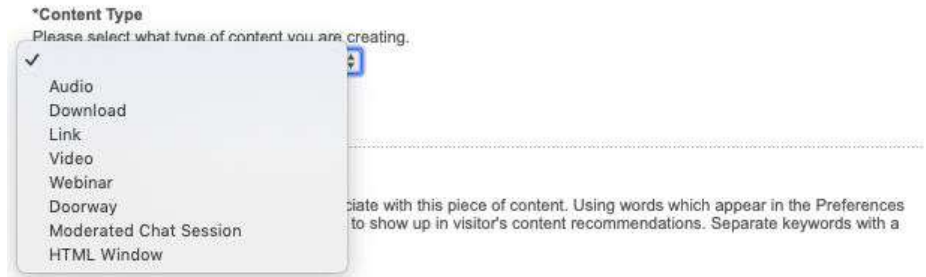 *Content Type
Please select what type of content you are creating.
✓
Audio
Download
Link
Video
Webinar
Doorway
ciate with this piece of content. Using words which appear in the Preferences
Moderated Chat Session
to show up in visitor's content recommendations. Separate keywords with a
HTML Window